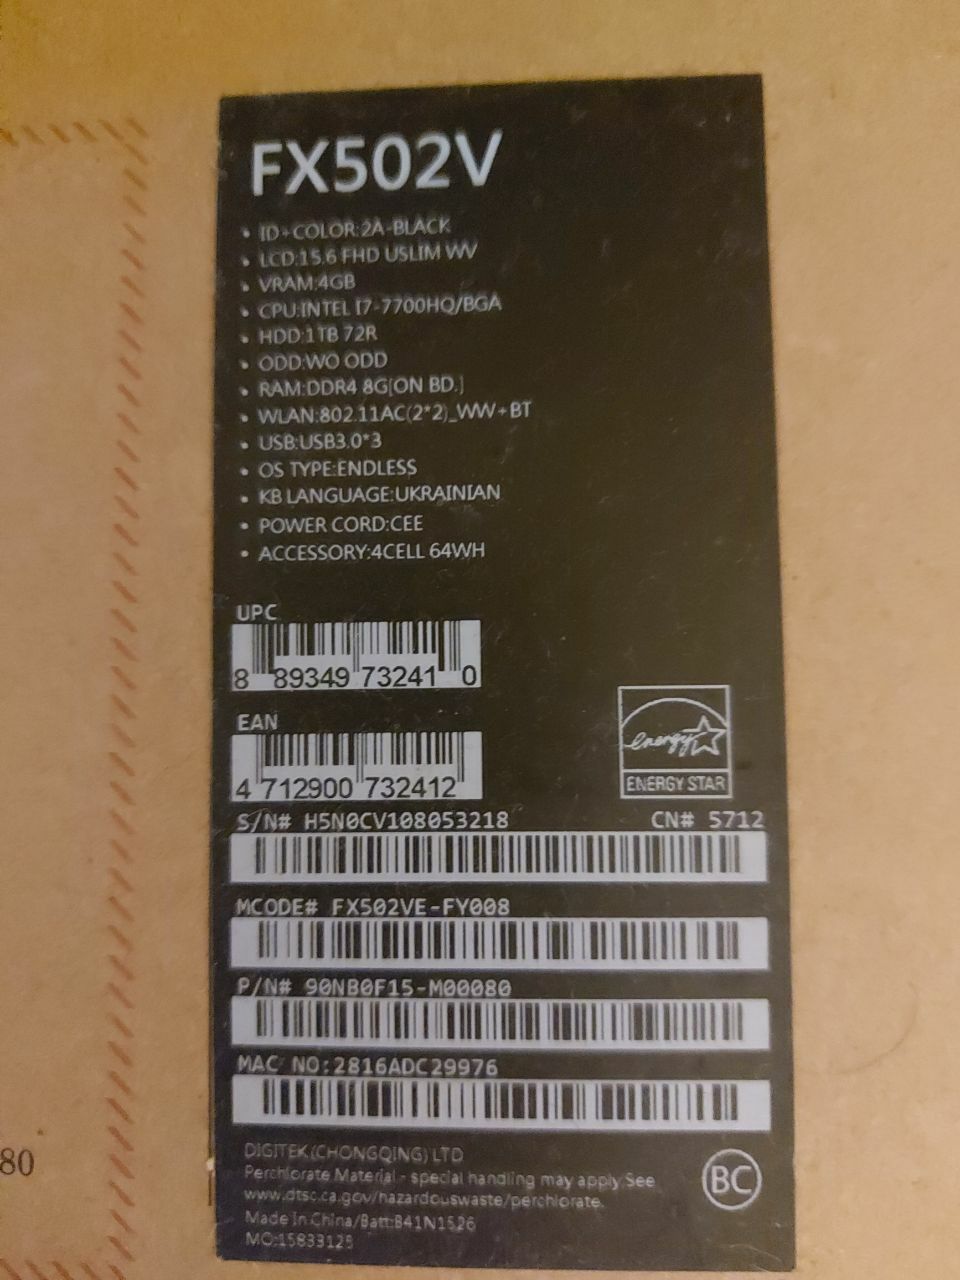 FX502V
• ID+COLOR:2A-BLACK
• LCD:15.6 FHD USLIM WV
• VRAM:4GB
• CPU:INTEL I7-7700HQ/BGA
• HDD:1TB 72R
• ODD:WO ODD
• RAM:DDR4 8G[ON BD.]
• WLAN:802.11AC(2*2)_WW+BT
• USB:USB3.0*3
• OS TYPE:ENDLESS
• KB LANGUAGE:UKRAINIAN
• POWER CORD:CEE
• ACCESSORY:4CELL 64WH
UPC
8 89349 73241 0
EAN
4 712900 732412
energy
ENERGY STAR
S/N# H5N0CV108053218 CN# 5712
MCODE# FX502VE-FY008
P/N# 90NB0F15-M00080
MAC NO:2816ADC29976
DIGITEK(CHONGQING) LTD
Perchlorate Material - special handling may apply.See
www.dtsc.ca.gov/hazardouswaste/perchlorate.
Made In China/Batt:B41N1526
MO:15833125
BC
80